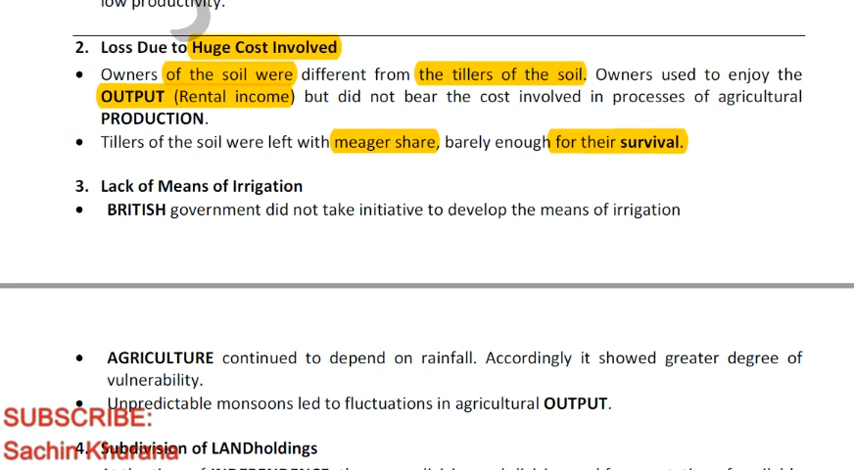 low productivity.
2. Loss Due to Huge Cost Involved
• Owners of the soil were different from the tillers of the soil. Owners used to enjoy the
OUTPUT (Rental income) but did not bear the cost involved in processes of agricultural
PRODUCTION.
• Tillers of the soil were left with meager share, barely enough for their survival.
3. Lack of Means of Irrigation
• BRITISH government did not take initiative to develop the means of irrigation
• AGRICULTURE continued to depend on rainfall. Accordingly it showed greater degree of
vulnerability.
• Unpredictable monsoons led to fluctuations in agricultural OUTPUT.
SUBSCRIBE:
Sachin Khurana
4. Subdivision of LANDholdings